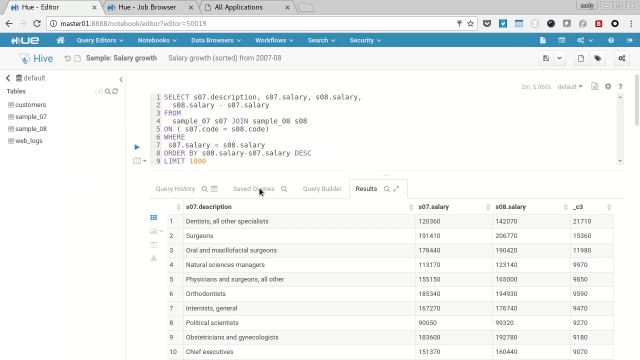 Hue - Editor
Hue - Job Browser
All Applications
master01:8888/notebook/editor?editor=50019
HUE
Query Editors
Notebooks
Data Browsers
Workflows
Search
Security
Hive
Sample: Salary growth
Salary growth (sorted) from 2007-08
default
Tables
(4)
customers
sample_07
sample_08
web_logs
2m, 6.860s
default
1 SELECT s07.description, s07.salary, s08.salary,
2 s08.salary - s07.salary
3 FROM
4 sample_07 s07 JOIN sample_08 s08
5 ON ( s07.code = s08.code)
6 WHERE
7 s07.salary < s08.salary
8 ORDER BY s08.salary-s07.salary DESC
9 LIMIT 1000
Query History
Saved Queries
Query Builder
Results
s07.description s07.salary s08.salary _c3
1 Dentists, all other specialists 120360 142070 21710
2 Surgeons 191410 206770 15360
3 Oral and maxillofacial surgeons 178440 190420 11980
4 Natural sciences managers 113170 123140 9970
5 Physicians and surgeons, all other 155150 165000 9850
6 Orthodontists 185340 194930 9590
7 Internists, general 167270 176740 9470
8 Political scientists 90050 99320 9270
9 Obstetricians and gynecologists 183600 192780 9180
10 Chief executives 151370 160440 9070